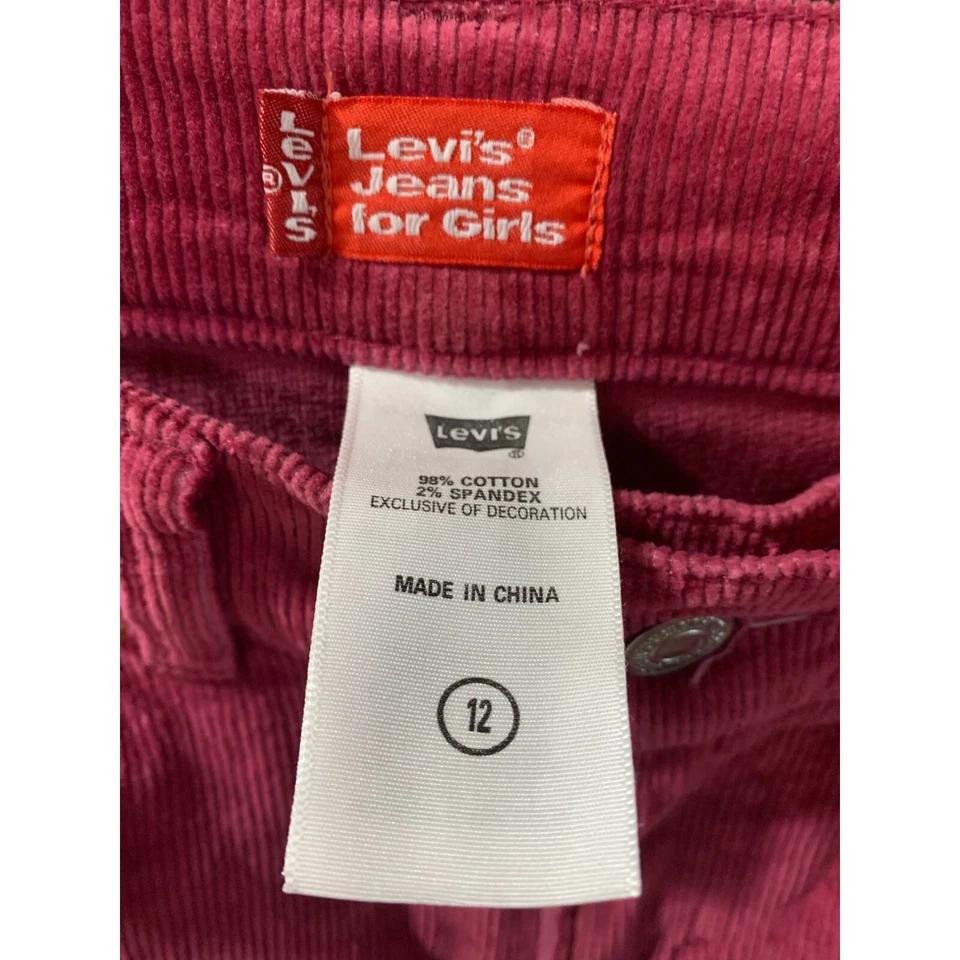 LEVI'S
®
Levi's®
Jeans
for Girls
Levi's
®
98% COTTON
2% SPANDEX
EXCLUSIVE OF DECORATION
MADE IN CHINA
12